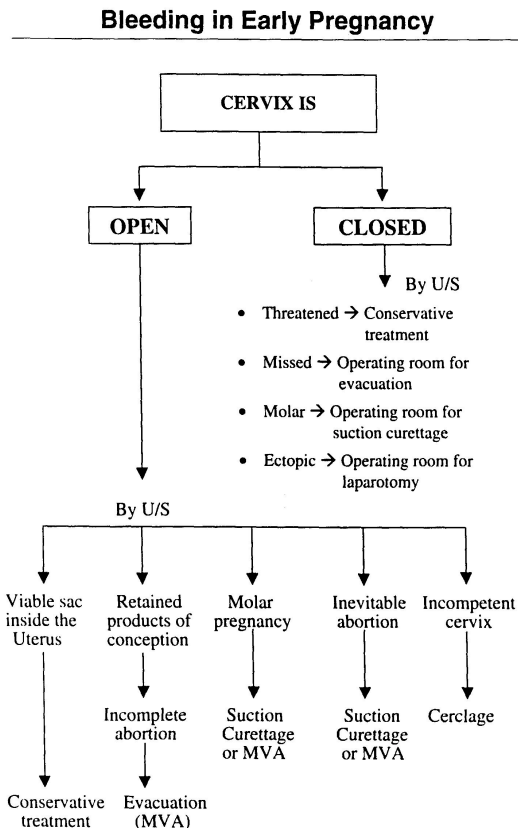 Bleeding in Early Pregnancy
CERVIX IS
OPEN
CLOSED
By U/S
• Threatened → Conservative
treatment
• Missed → Operating room for
evacuation
• Molar → Operating room for
suction curettage
• Ectopic → Operating room for
laparotomy
By U/S
Viable sac
inside the
Uterus
Retained
products of
conception
Molar
pregnancy
Inevitable
abortion
Incompetent
cervix
Incomplete
abortion
Suction
Curettage
or MVA
Suction
Curettage
or MVA
Cerclage
Conservative
treatment
Evacuation
(MVA)